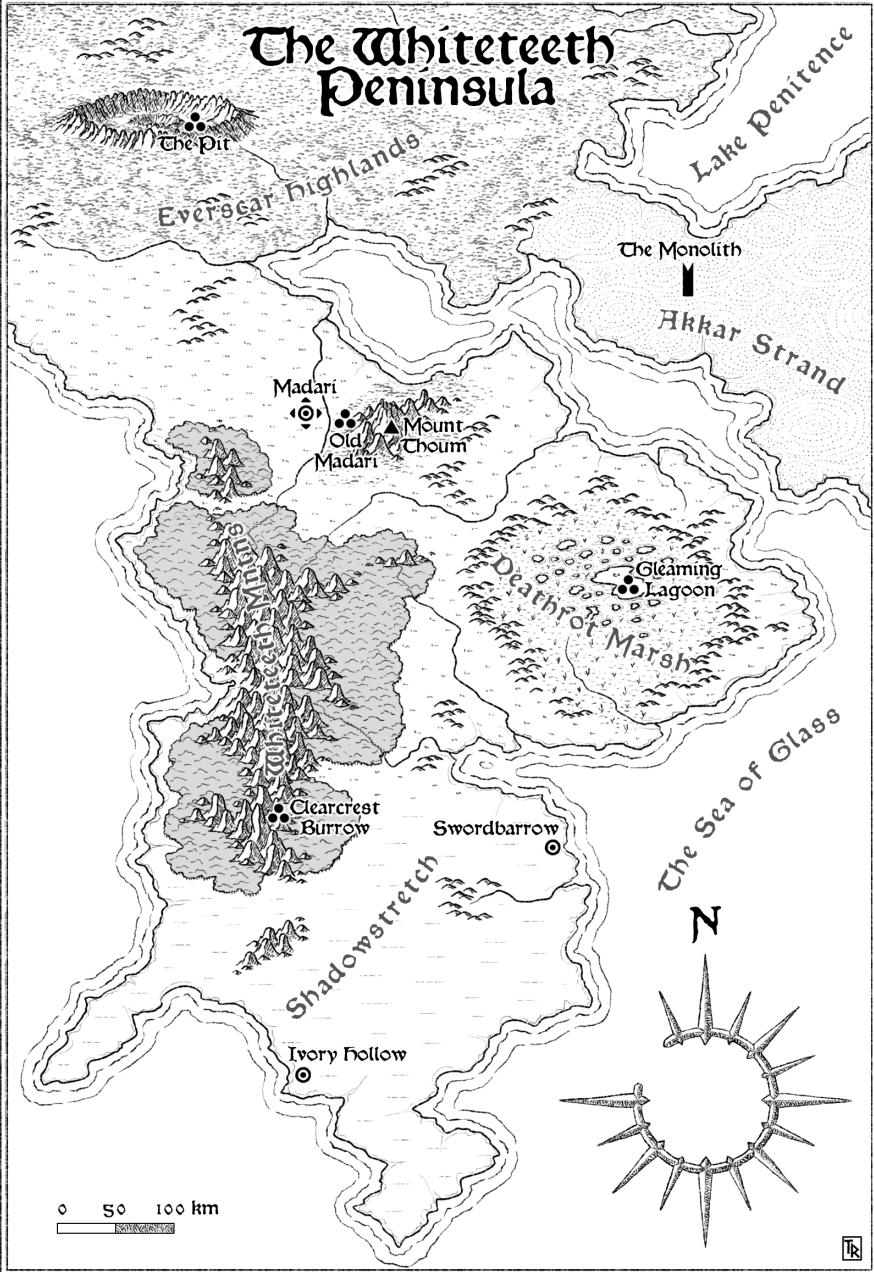 The Whiteteeth
Peninsula
Lake Penitence
The Pit
Everscar Highlands
The Monolith
Akkar Strand
Madari
Old
Madari
Mount
Thoum
Whiteteeth Mntns
Deathrot Marsh
Gleaming
Lagoon
The Sea of Glass
Clearcrest
Burrow
Swordbarrow
Shadowstretch
N
Ivory Hollow
0 50 100 km
TR